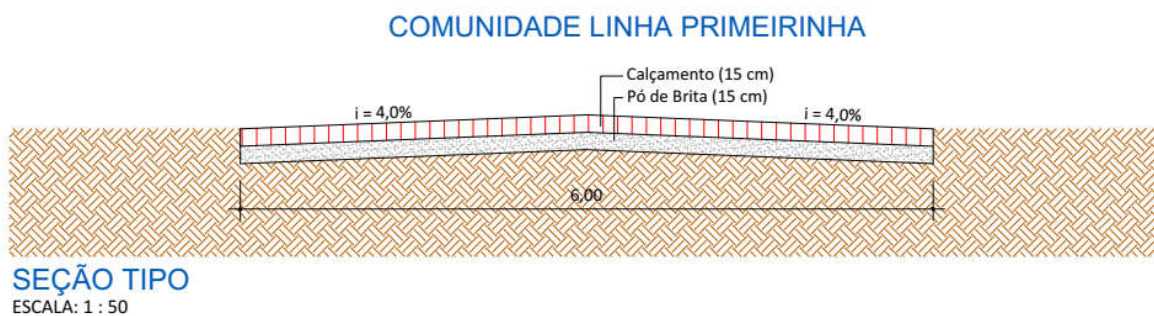 COMUNIDADE LINHA PRIMEIRINHA
Calçamento (15 cm)
Pó de Brita (15 cm)
i = 4,0%
i = 4,0%
6,00
SEÇÃO TIPO
ESCALA: 1 : 50